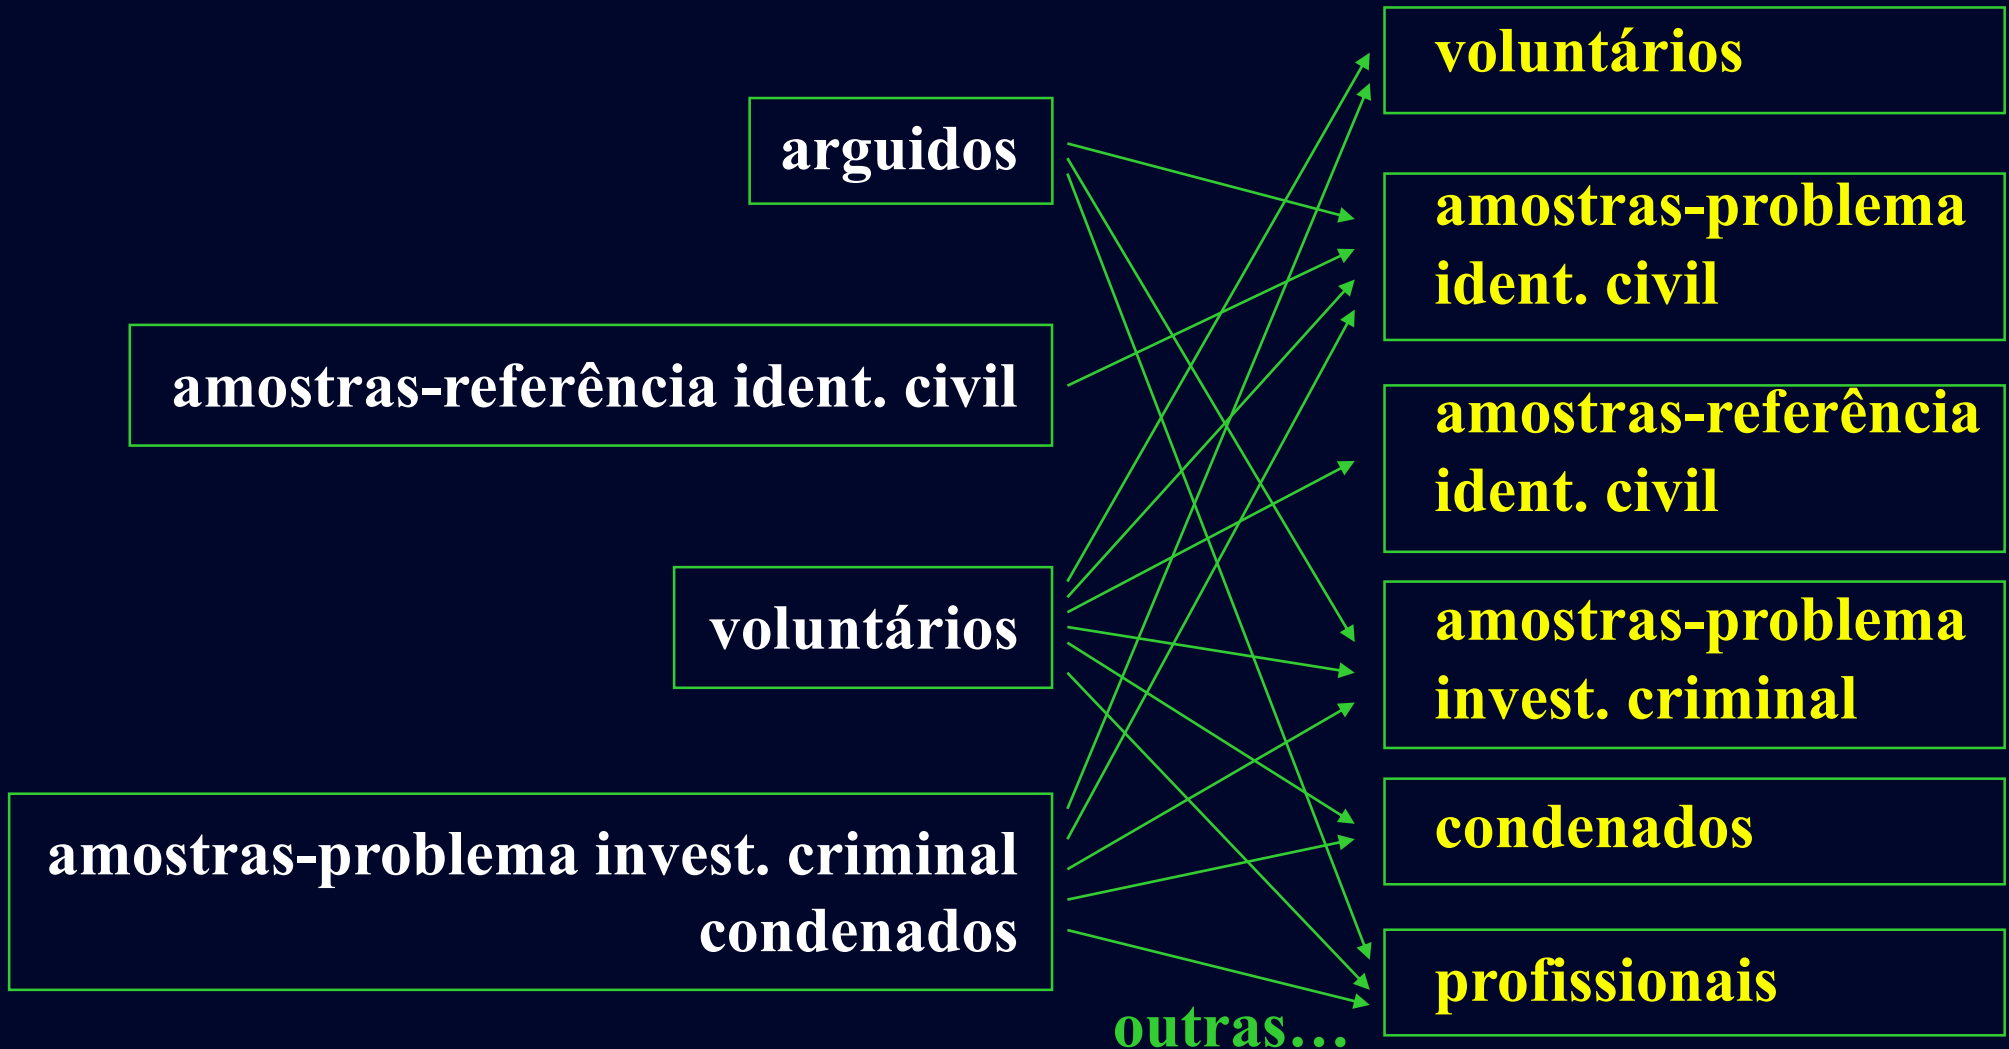 arguidos
amostras-referência ident. civil
voluntários
amostras-problema invest. criminal
condenados
voluntários
amostras-problema
ident. civil
amostras-referência
ident. civil
amostras-problema
invest. criminal
condenados
profissionais
outras…